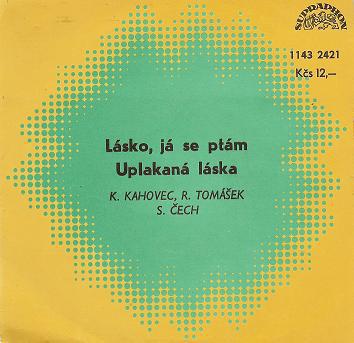 SUPRAPHON
1143 2421
Kčs 12,—
Lásko, já se ptám
Uplakaná láska
K. KAHOVEC, R. TOMÁŠEK
S. ČECH